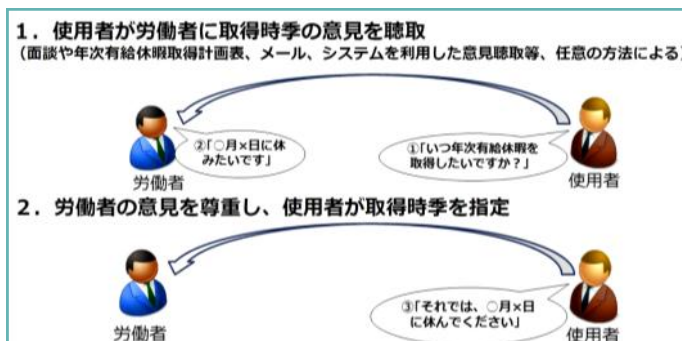 1．使用者が労働者に取得時季の意見を聴取
（面談や年次有給休暇取得計画表、メール、システムを利用した意見聴取等、任意の方法による）
②「○月×日に休
みたいです」
①「いつ年次有給休暇を
取得したいですか？」
労働者
使用者
2．労働者の意見を尊重し、使用者が取得時季を指定
③「それでは、○月×日
に休んでください」
労働者
使用者